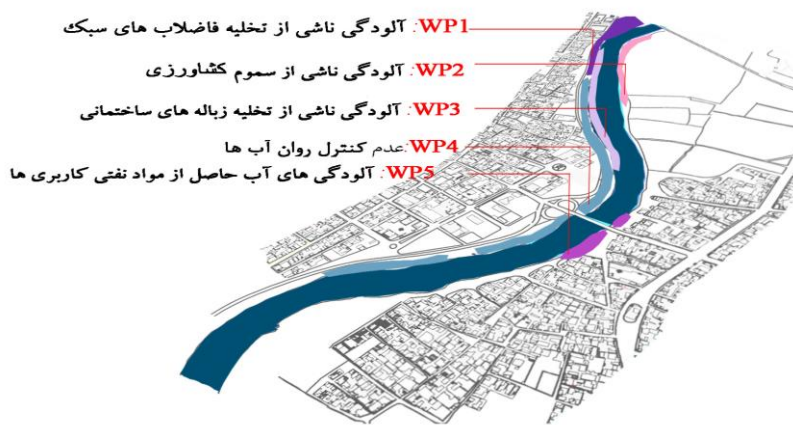 WP1: آلودگی ناشی از تخلیه فاضلاب های سبک
WP2: آلودگی ناشی از سموم کشاورزی
WP3: آلودگی ناشی از تخلیه زباله های ساختمانی
WP4:عدم کنترل روان آب ها
WP5: آلودگی های آب حاصل از مواد نفتی کاربری ها